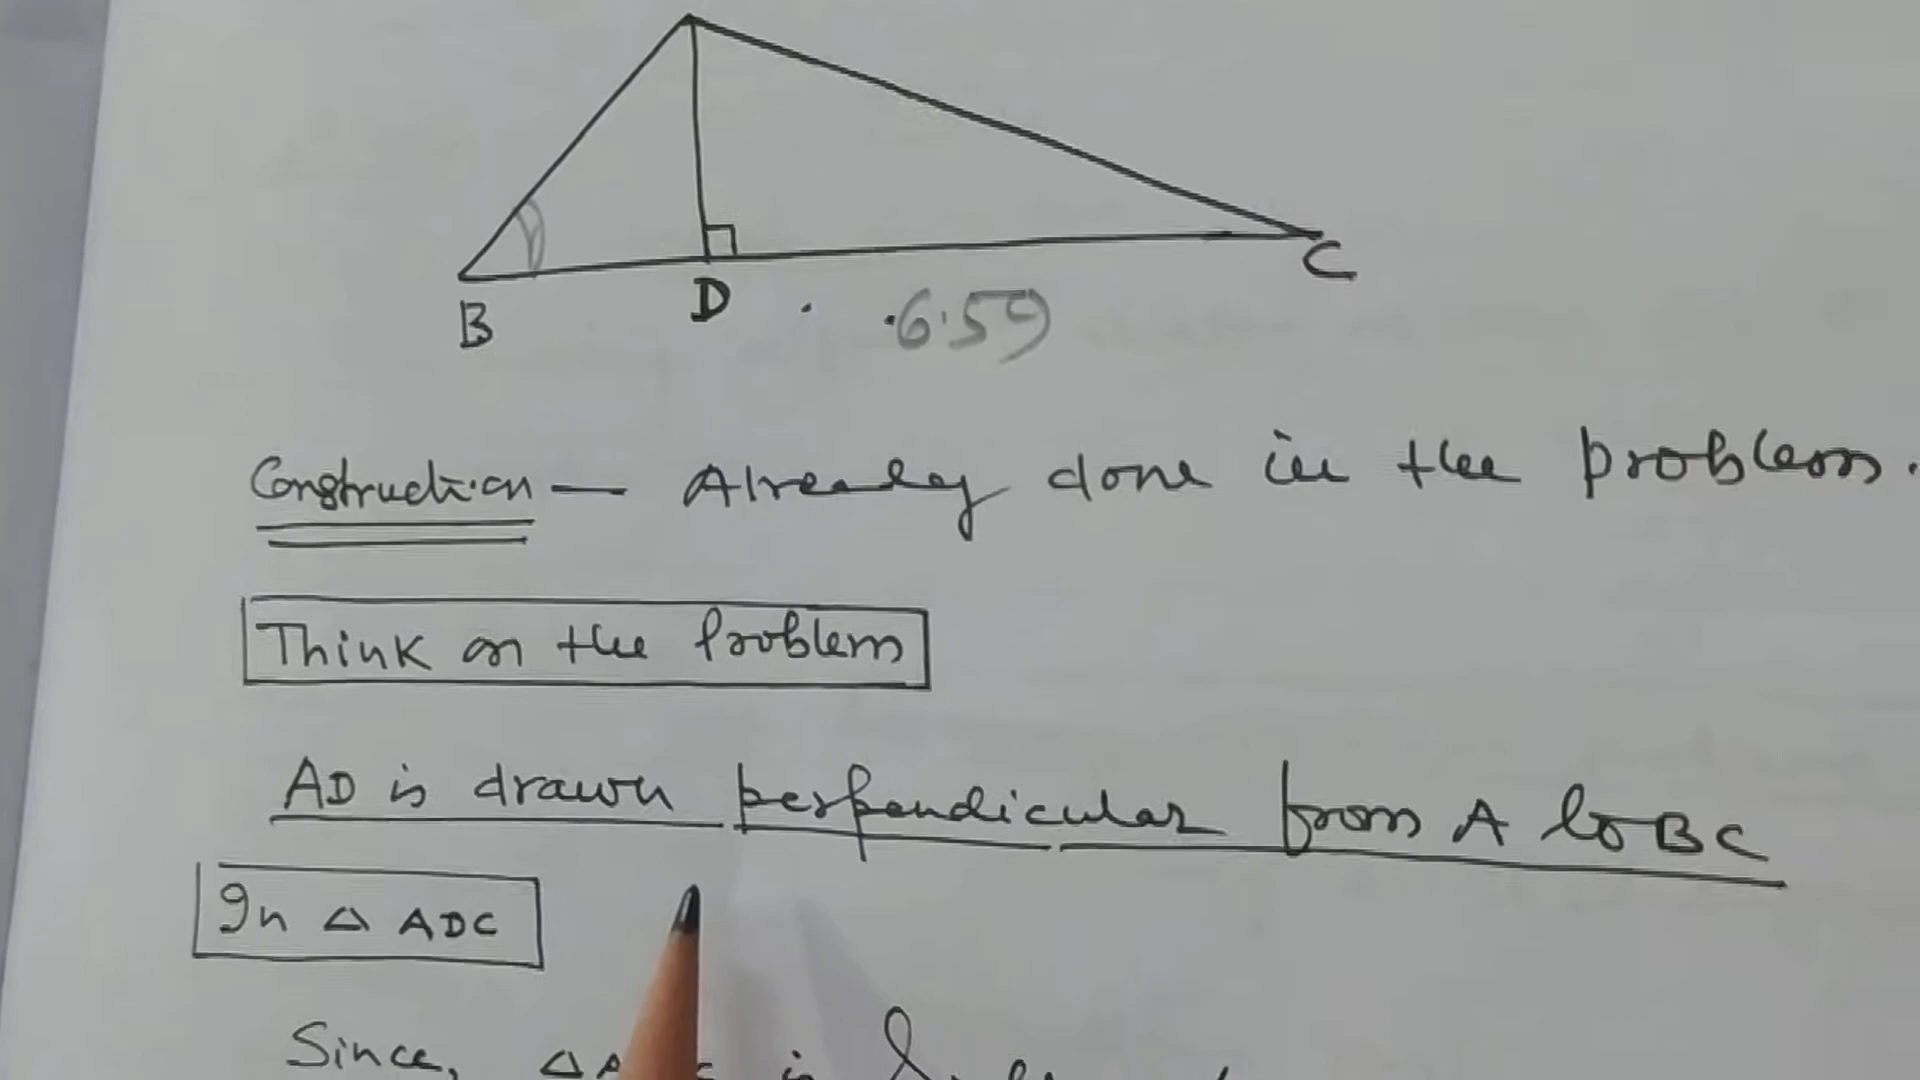 B
D
C
6.59
Construction — Already done in the problem.
Think on the problem
AD is drawn perpendicular from A to BC
In △ ADC
Since,